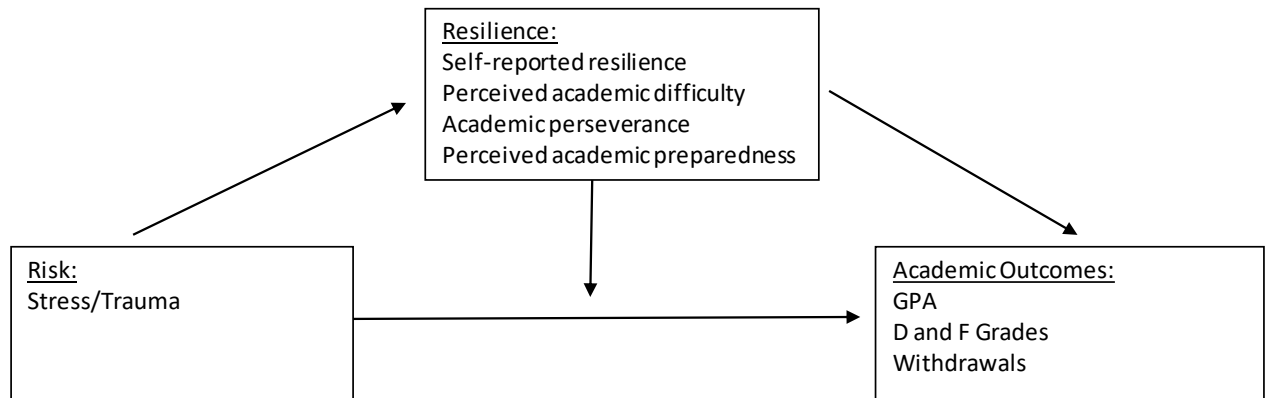 Resilience:
Self-reported resilience
Perceived academic difficulty
Academic perseverance
Perceived academic preparedness
Risk:
Stress/Trauma
Academic Outcomes:
GPA
D and F Grades
Withdrawals